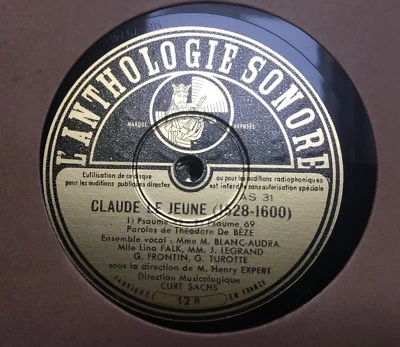 L'ANTHOLOGIE SONORE
MARQUE DÉPOSÉE
L'utilisation de ce disque
pour les auditions publiques directes
ou pour les auditions radiophoniques
est interdite sans autorisation spéciale
AS 31
CLAUDE LE JEUNE (1528-1600)
1) Psaume Psaume 69
Paroles de Théodore De BÈZE
Ensemble vocal : Mme M. BLANC-AUDRA
Mlle Lina FALK, MM. J. LEGRAND
G. FRONTIN, G. TUROTTE
sous la direction de M. Henry EXPERT
Direction Musicologique
CURT SACHS
12 B
EN FRANCE